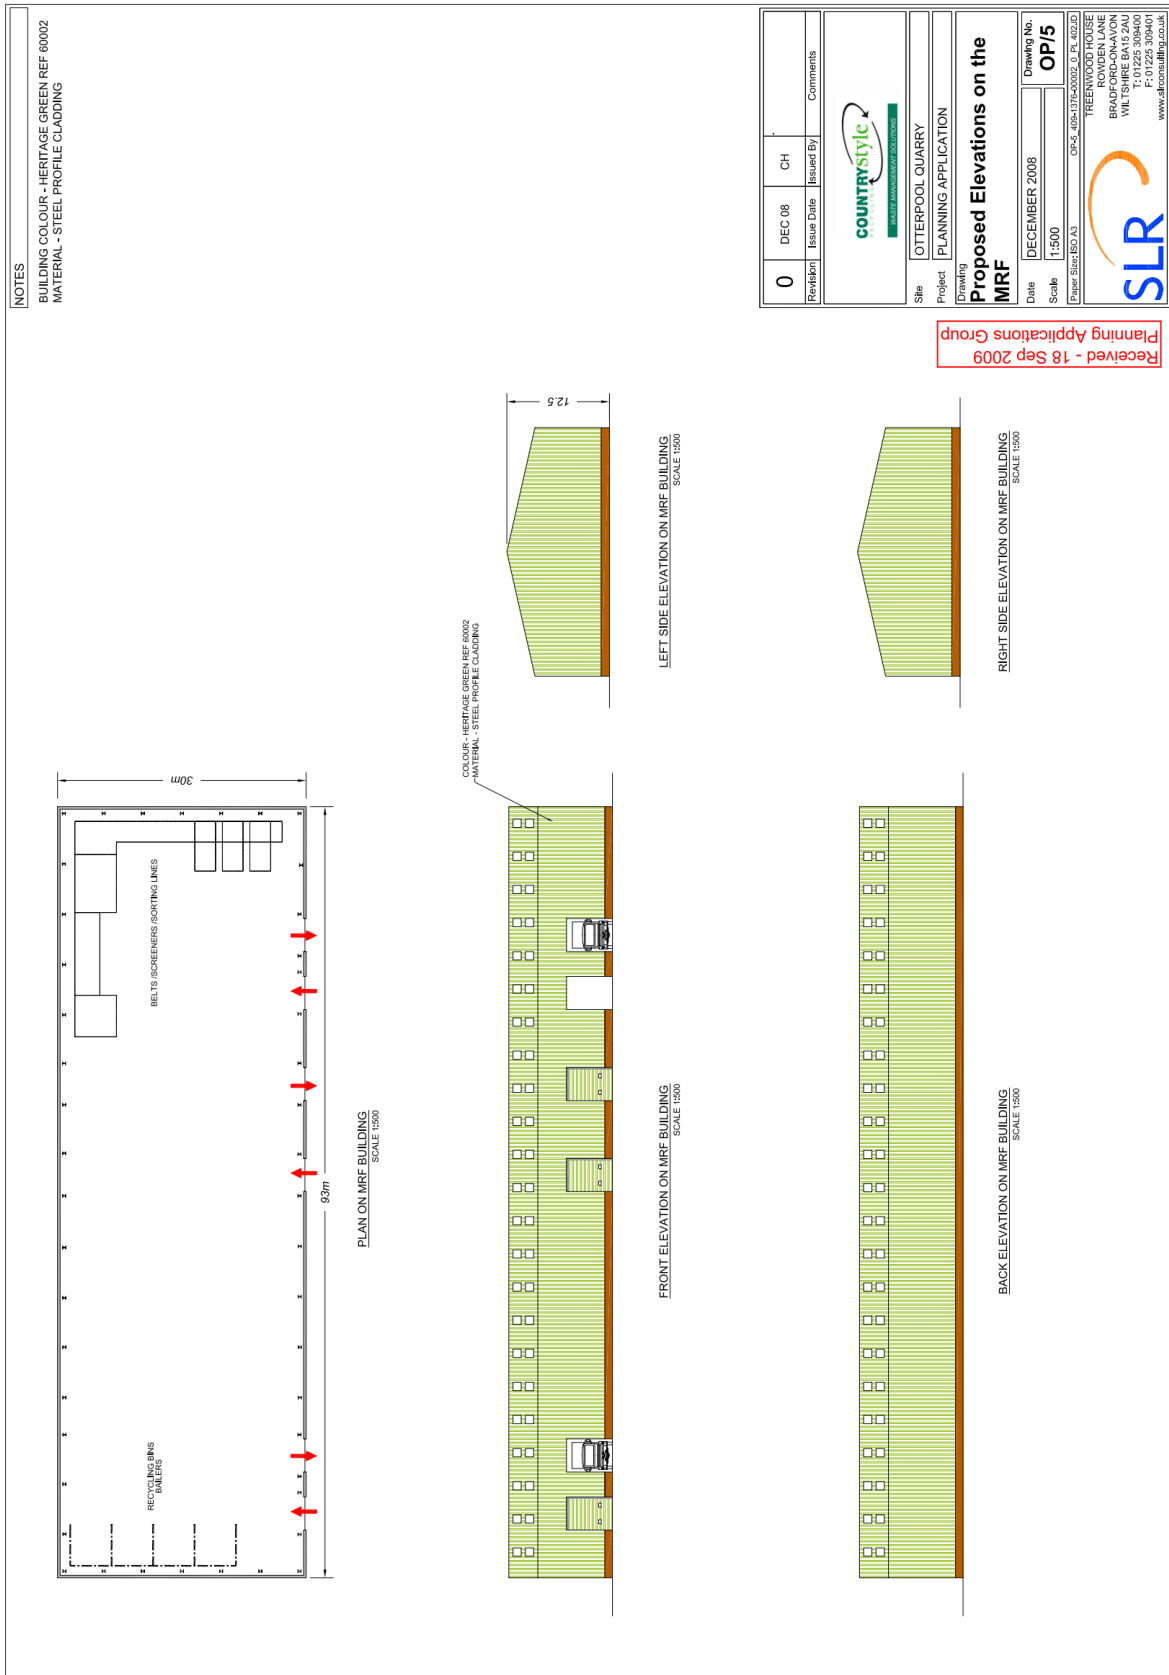 NOTES
BUILDING COLOUR - HERITAGE GREEN REF 60002
MATERIAL - STEEL PROFILE CLADDING
30m
BELTS /SCREENERS /SORTING LINES
RECYCLING BINS
BAILERS
93m
PLAN ON MRF BUILDING
SCALE 1:500
COLOUR - HERITAGE GREEN REF 60002
MATERIAL - STEEL PROFILE CLADDING
12.5
FRONT ELEVATION ON MRF BUILDING
SCALE 1:500
LEFT SIDE ELEVATION ON MRF BUILDING
SCALE 1:500
BACK ELEVATION ON MRF BUILDING
SCALE 1:500
RIGHT SIDE ELEVATION ON MRF BUILDING
SCALE 1:500
Received - 18 Sep 2009
Planning Applications Group
0 DEC 08 CH .
Revision Issue Date Issued By Comments
COUNTRYstyle
RECYCLING
WASTE MANAGEMENT SOLUTIONS
Site OTTERPOOL QUARRY
Project PLANNING APPLICATION
Drawing
Proposed Elevations on the
MRF
Date DECEMBER 2008
Scale 1:500
Drawing No.
OP/5
Paper Size: ISO A3 OP-5_409-1376-00002_0_PL 402JD
SLR
TREENWOOD HOUSE
ROWDEN LANE
BRADFORD-ON-AVON
WILTSHIRE BA15 2AU
T: 01225 309400
F: 01225 309401
www.slrconsulting.co.uk